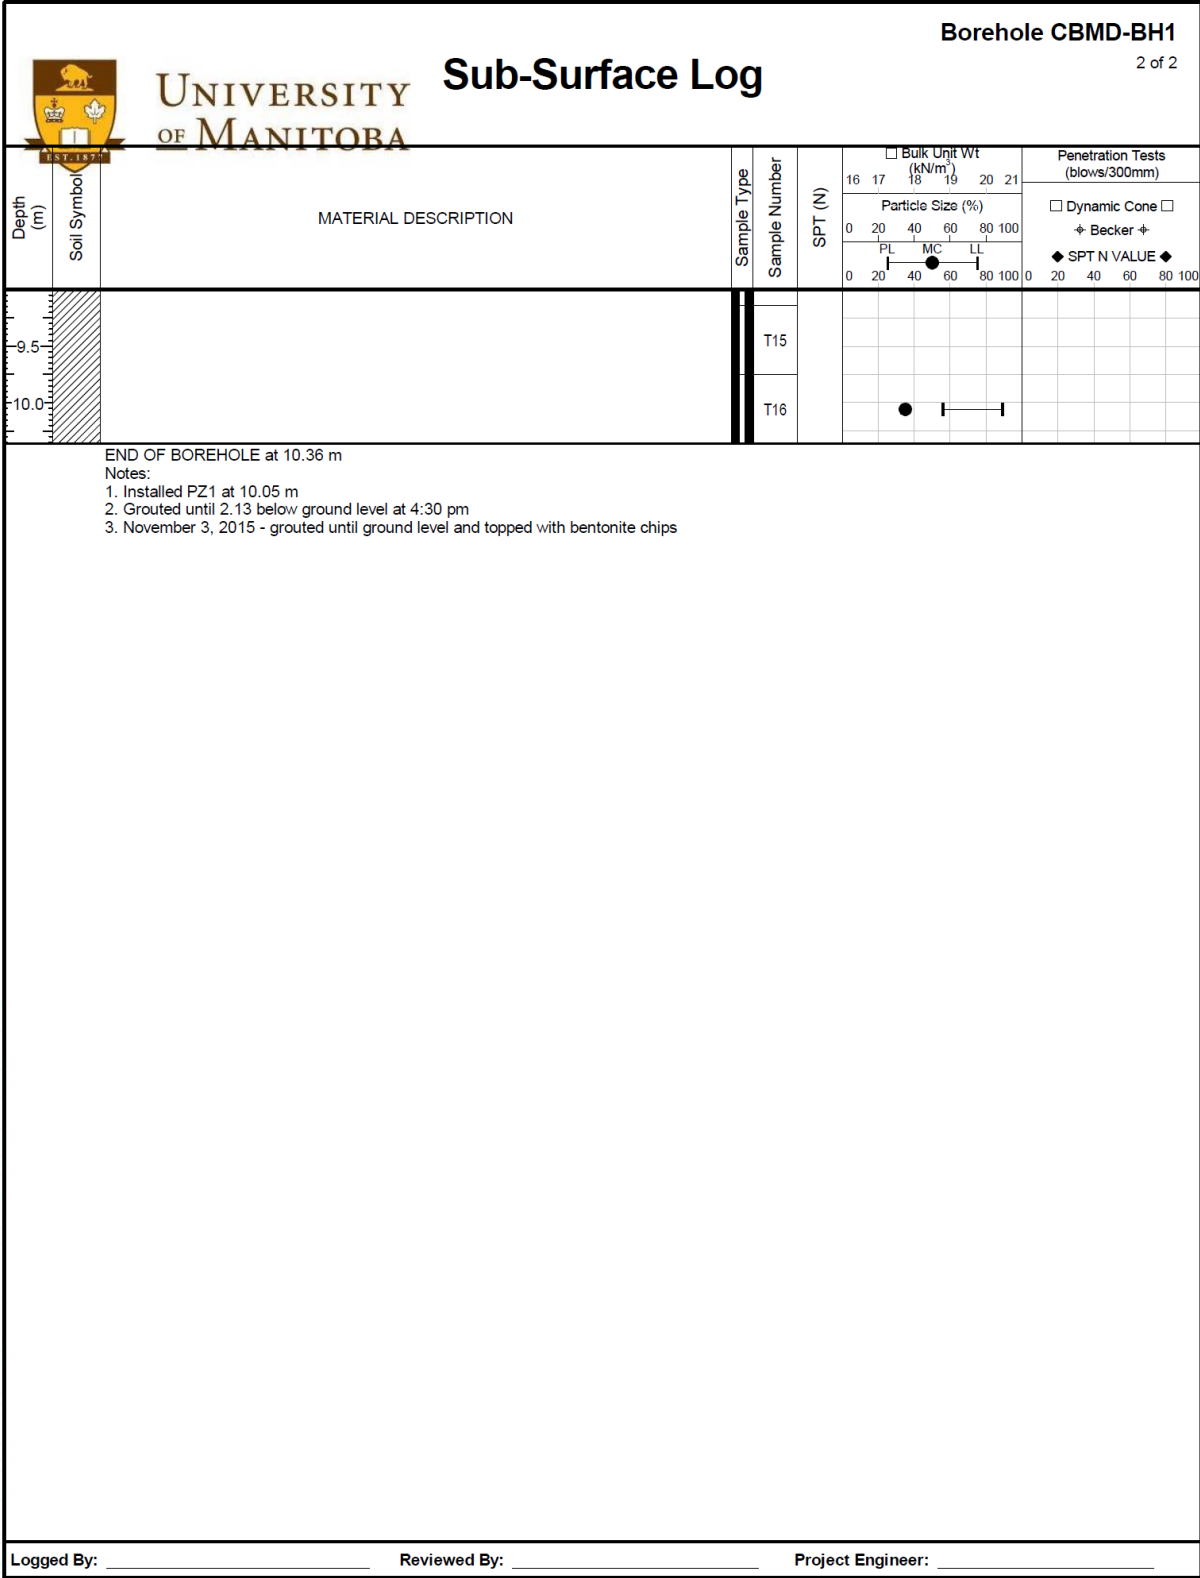 Borehole CBMD-BH1
2 of 2
Sub-Surface Log
UNIVERSITY
OF MANITOBA
EST. 1877
Depth
(m)
Soil Symbol
MATERIAL DESCRIPTION
Sample Type
Sample Number
SPT (N)
Bulk Unit Wt
(kN/m3)
16 17 18 19 20 21
Particle Size (%)
0 20 40 60 80 100
PL MC LL
0 20 40 60 80 100
Penetration Tests
(blows/300mm)
Dynamic Cone
Becker
SPT N VALUE
0 20 40 60 80 100
9.5
T15
10.0
T16
END OF BOREHOLE at 10.36 m
Notes:
1. Installed PZ1 at 10.05 m
2. Grouted until 2.13 below ground level at 4:30 pm
3. November 3, 2015 - grouted until ground level and topped with bentonite chips
Logged By: Reviewed By: Project Engineer: